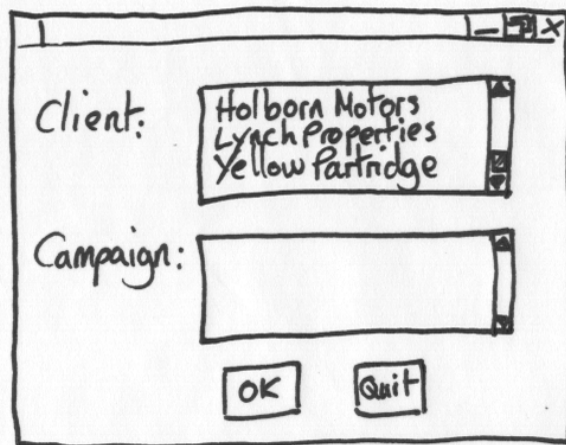 Client:
Holborn Motors
Lynch Properties
Yellow Partridge
Campaign:
OK
Quit